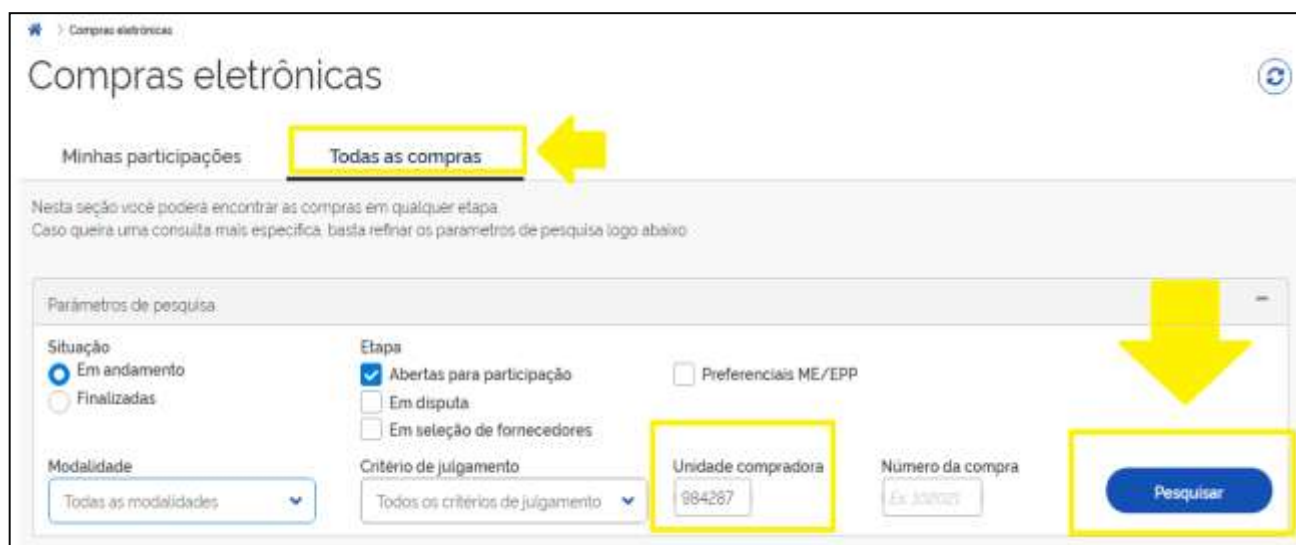 > Compras eletrônicas
Compras eletrônicas
Minhas participações Todas as compras
Nesta seção você poderá encontrar as compras em qualquer etapa.
Caso queira uma consulta mais especifica, basta refinar os parametros de pesquisa logo abaixo
Parâmetros de pesquisa
Situação Etapa
Em andamento Abertas para participação Preferenciais ME/EPP
Finalizadas Em disputa
Em seleção de fornecedores
Modalidade Critério de julgamento Unidade compradora Número da compra
Todas as modalidades Todos os critérios de julgamento 984287 Ex: 102021 Pesquisar